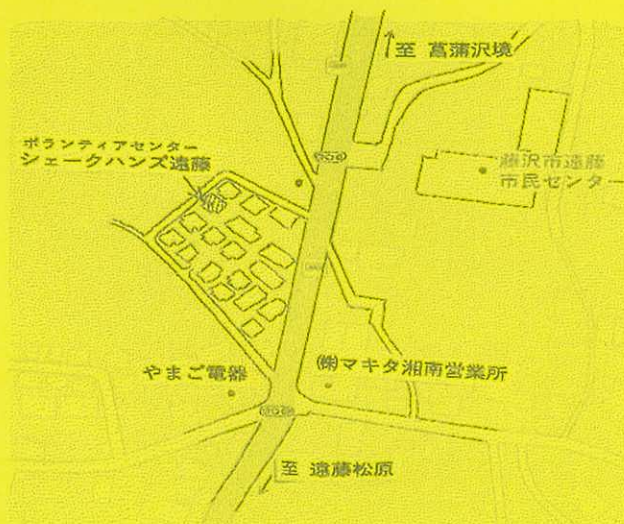 至 菖蒲沢境
ボランティアセンター
シェークハンズ遠藤
藤沢市遠藤
市民センター
やまご電器
㈱マキタ湘南営業所
至 遠藤松原